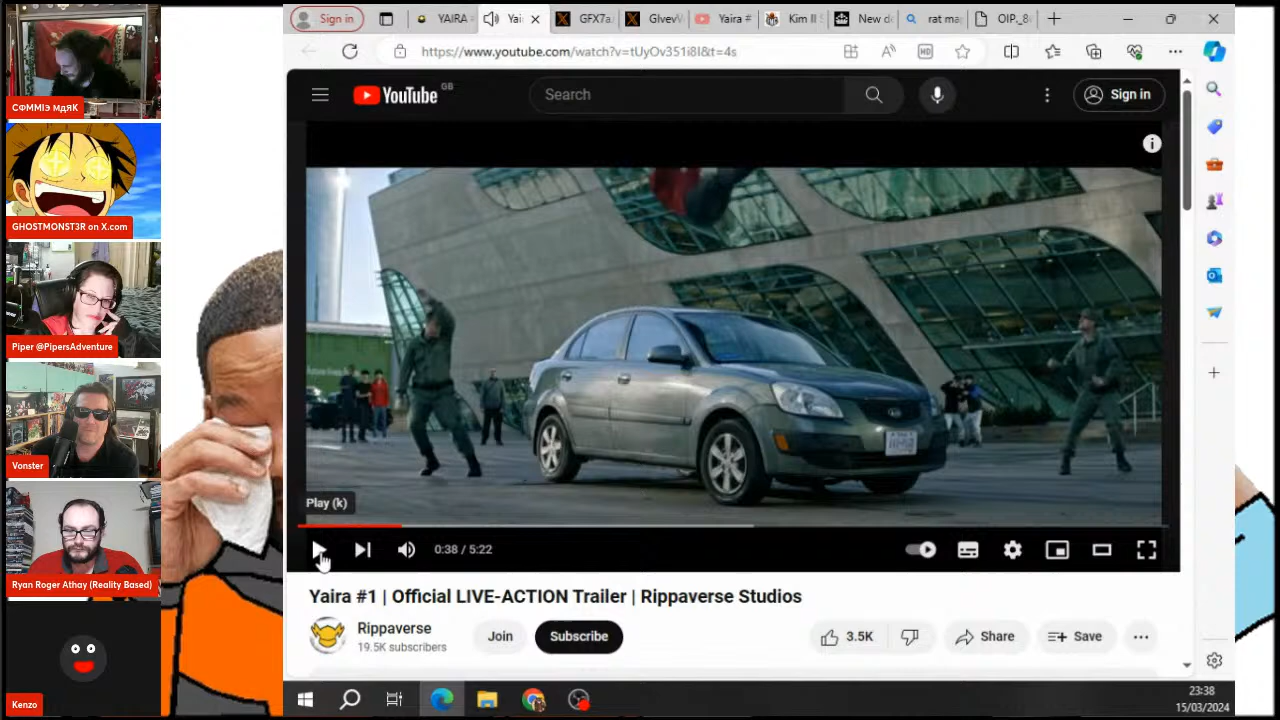 СФММІЭ МДЯК
GHOSTMONST3R on X.com
Piper @PipersAdventure
Vonster
Ryan Roger Athay (Reality Based)
Kenzo
Sign in
YAIRA
Yai
GFX7a
GIvevV
Yaira #
Kim Il S
New d
rat ma
OIP_8
https://www.youtube.com/watch?v=tUyOv351i8I&t=4s
YouTube GB
Search
Sign in
Play (k)
0:38 / 5:22
Yaira #1 | Official LIVE-ACTION Trailer | Rippaverse Studios
Rippaverse
19.5K subscribers
Join
Subscribe
3.5K
Share
Save
23:38
15/03/2024